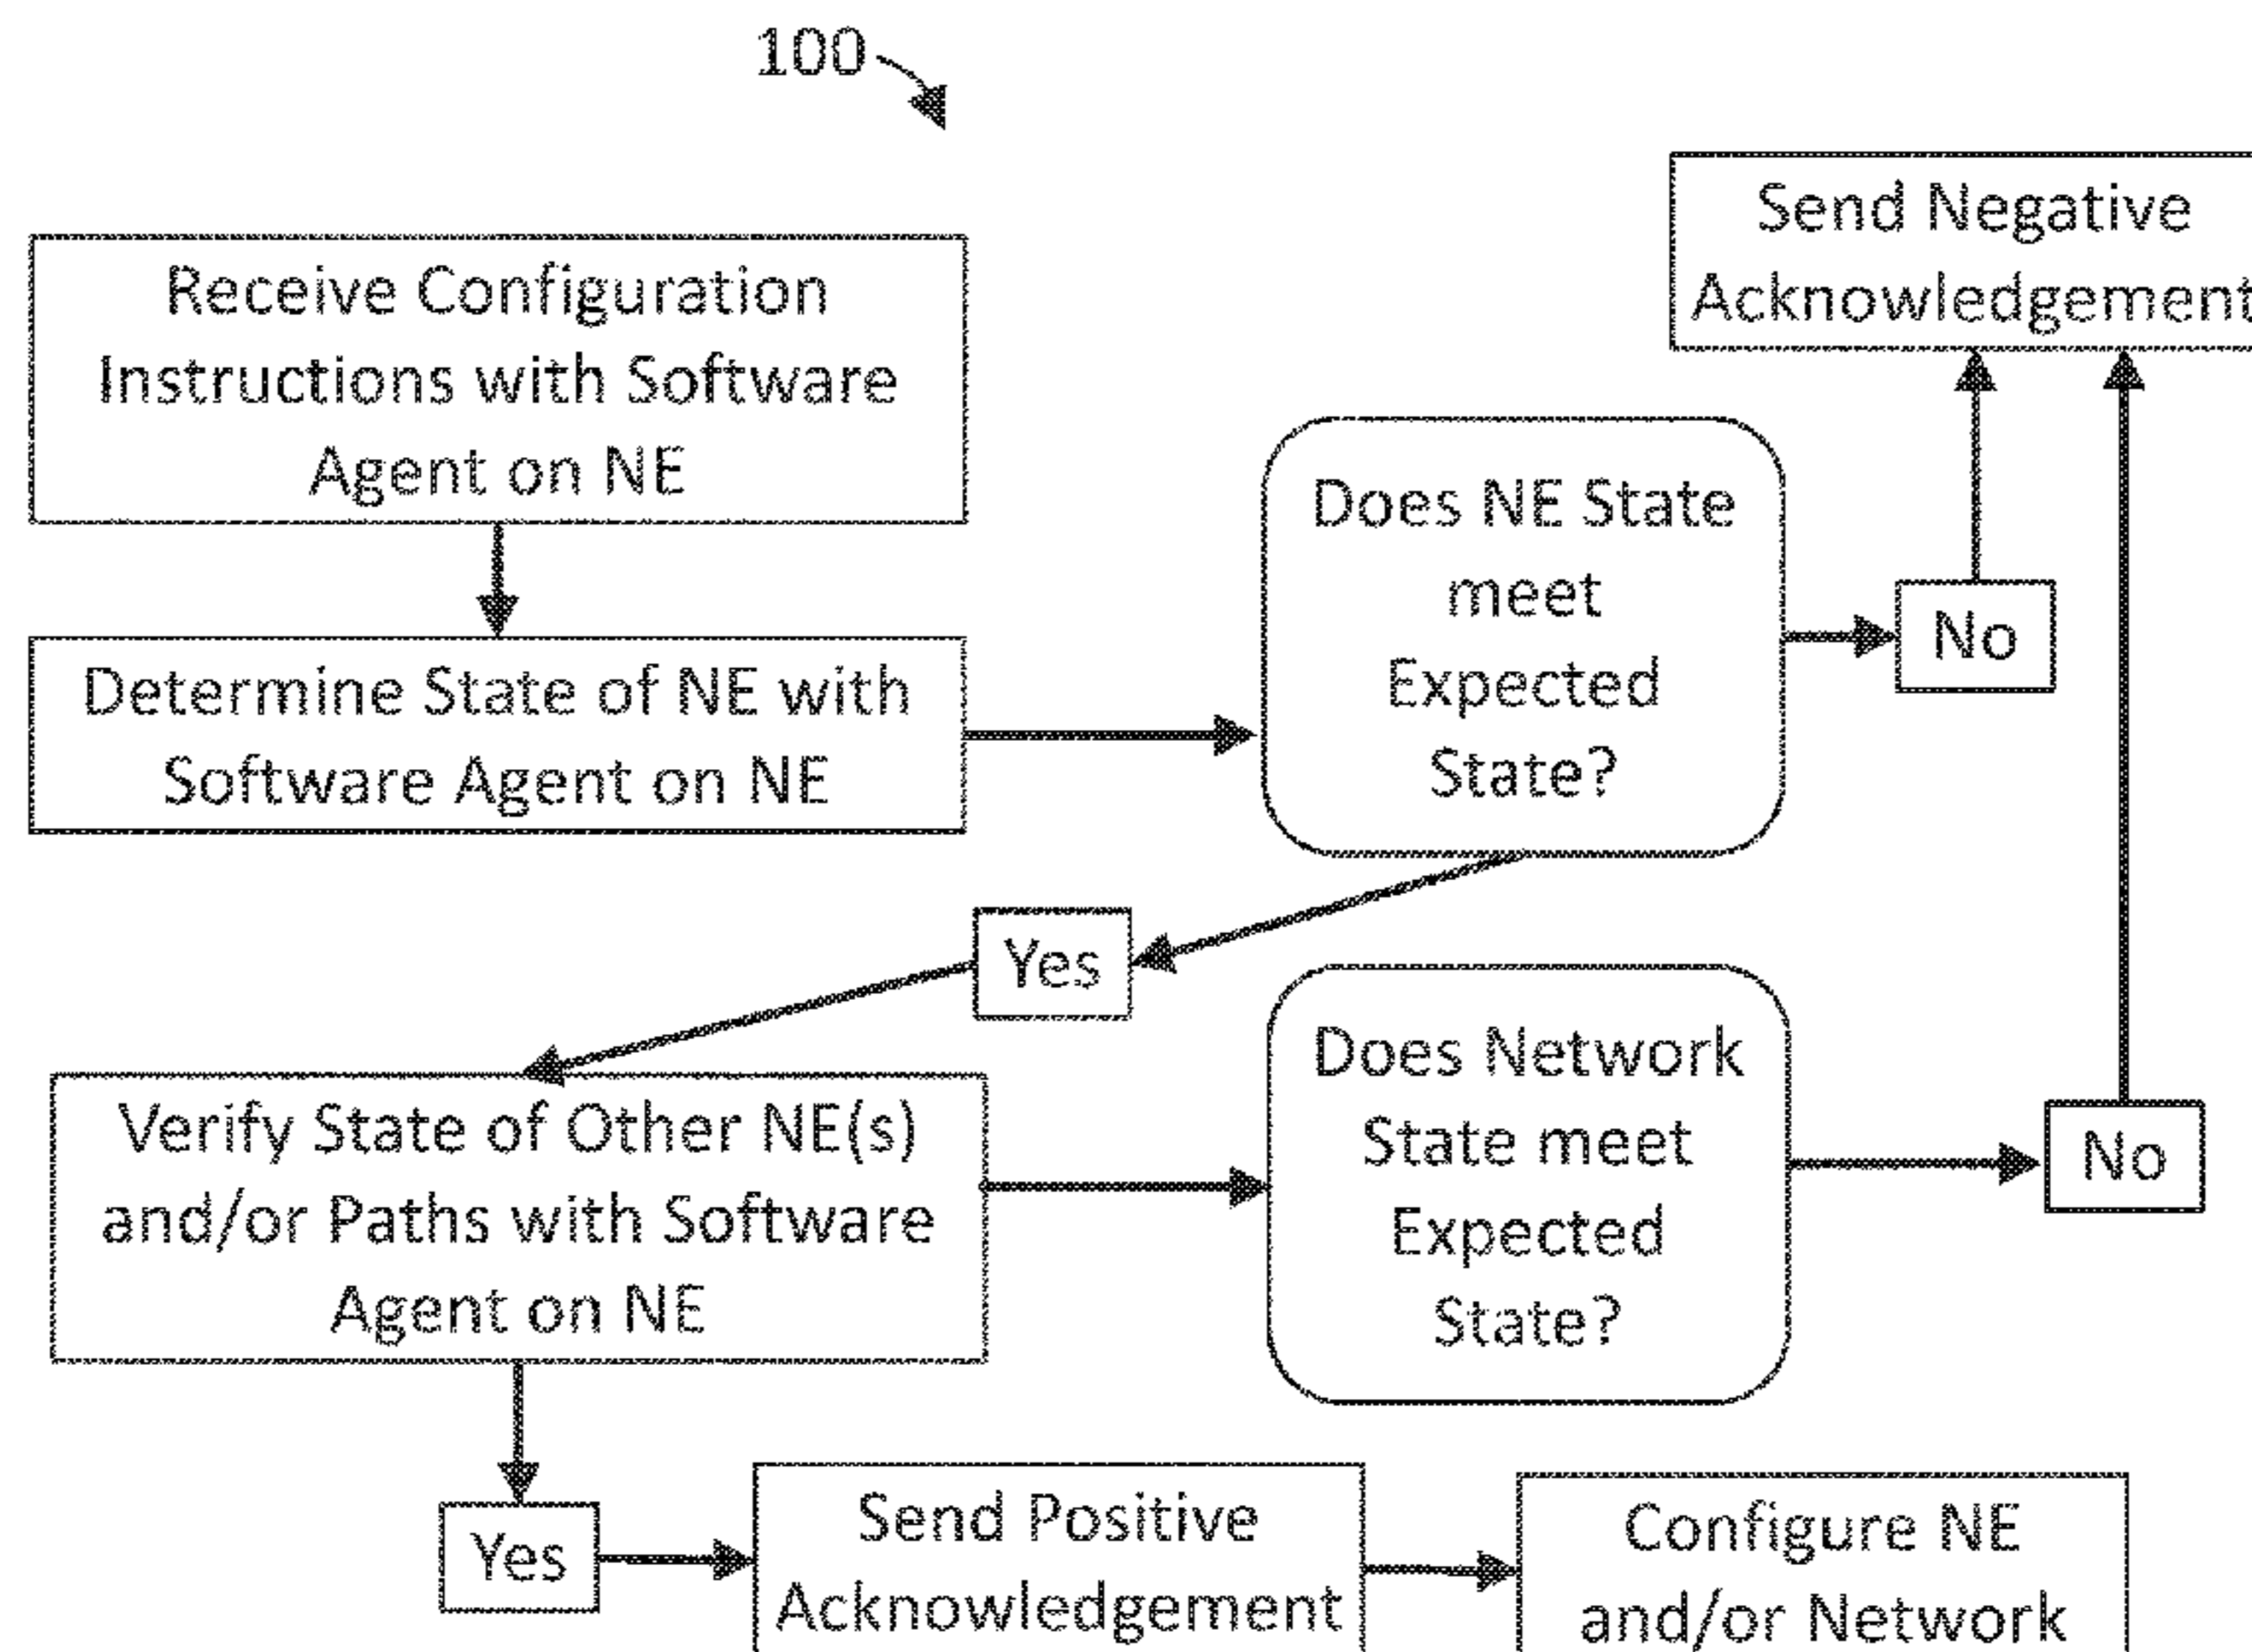 100
Send Negative
Acknowledgement
Receive Configuration
Instructions with Software
Agent on NE
Does NE State
meet
Expected
State?
No
Determine State of NE with
Software Agent on NE
Yes
Verify State of Other NE(s)
and/or Paths with Software
Agent on NE
Does Network
State meet
Expected
State?
No
Yes
Send Positive
Acknowledgement
Configure NE
and/or Network